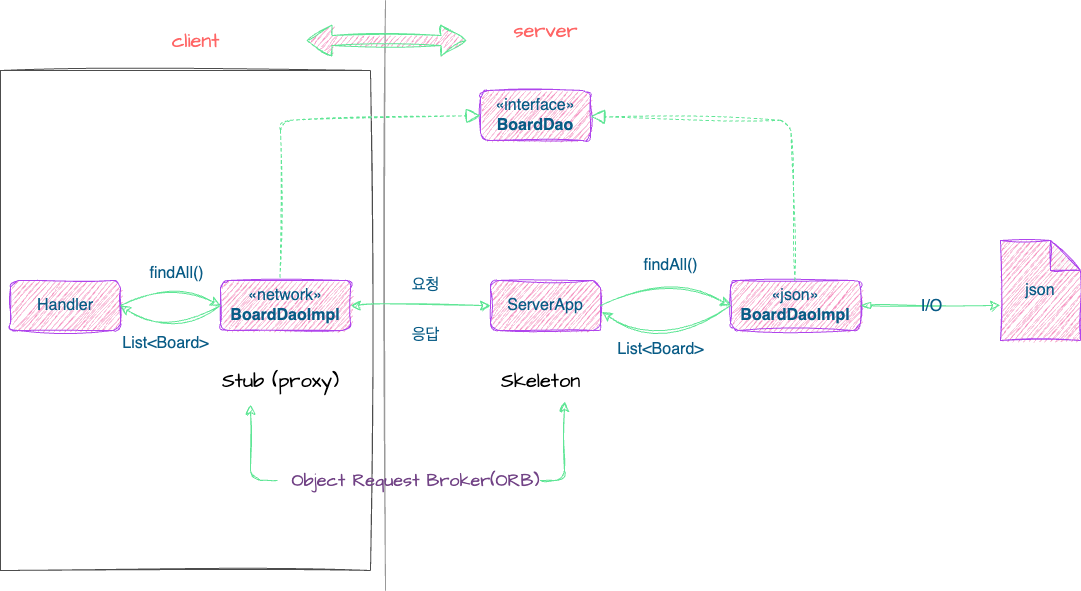 client
server
«interface»
BoardDao
findAll()
findAll()
요청
Handler
«network»
BoardDaoImpl
ServerApp
«json»
BoardDaoImpl
I/O
json
응답
List<Board>
List<Board>
Stub (proxy)
Skeleton
Object Request Broker(ORB)